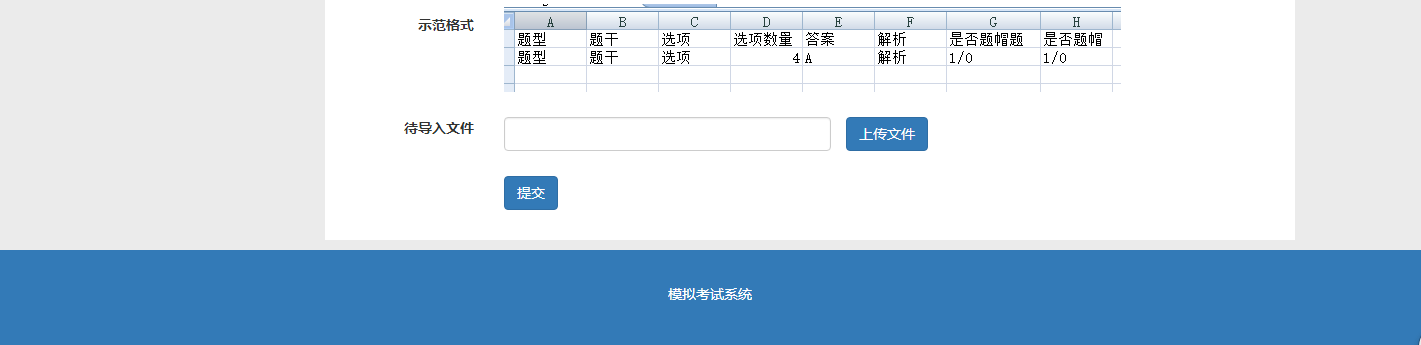 示范格式
A B C D E F G H
题型 题干 选项 选项数量 答案 解析 是否题帽题 是否题帽
题型 题干 选项 4 A 解析 1/0 1/0
待导入文件 上传文件
提交
模拟考试系统